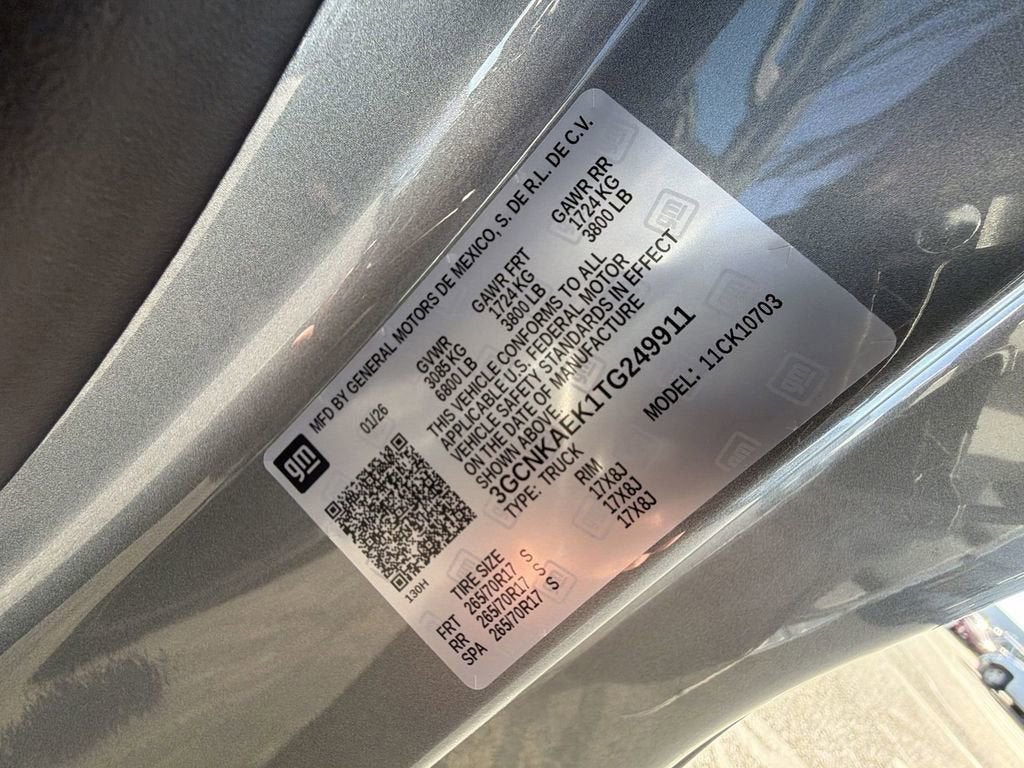 gm
MFD BY GENERAL MOTORS DE MEXICO, S. DE R.L. DE C.V.
01/26
GVWR
3085 KG
6800 LB
GAWR FRT
1724 KG
3800 LB
GAWR RR
1724 KG
3800 LB
THIS VEHICLE CONFORMS TO ALL
APPLICABLE U.S. FEDERAL MOTOR
VEHICLE SAFETY STANDARDS IN EFFECT
ON THE DATE OF MANUFACTURE
SHOWN ABOVE.
3GCNKAEK1TG249911
TYPE: TRUCK
MODEL: 11CK10703
130H
TIRE SIZE RIM
FRT 265/70R17 S 17X8J
RR 265/70R17 S 17X8J
SPA 265/70R17 S 17X8J